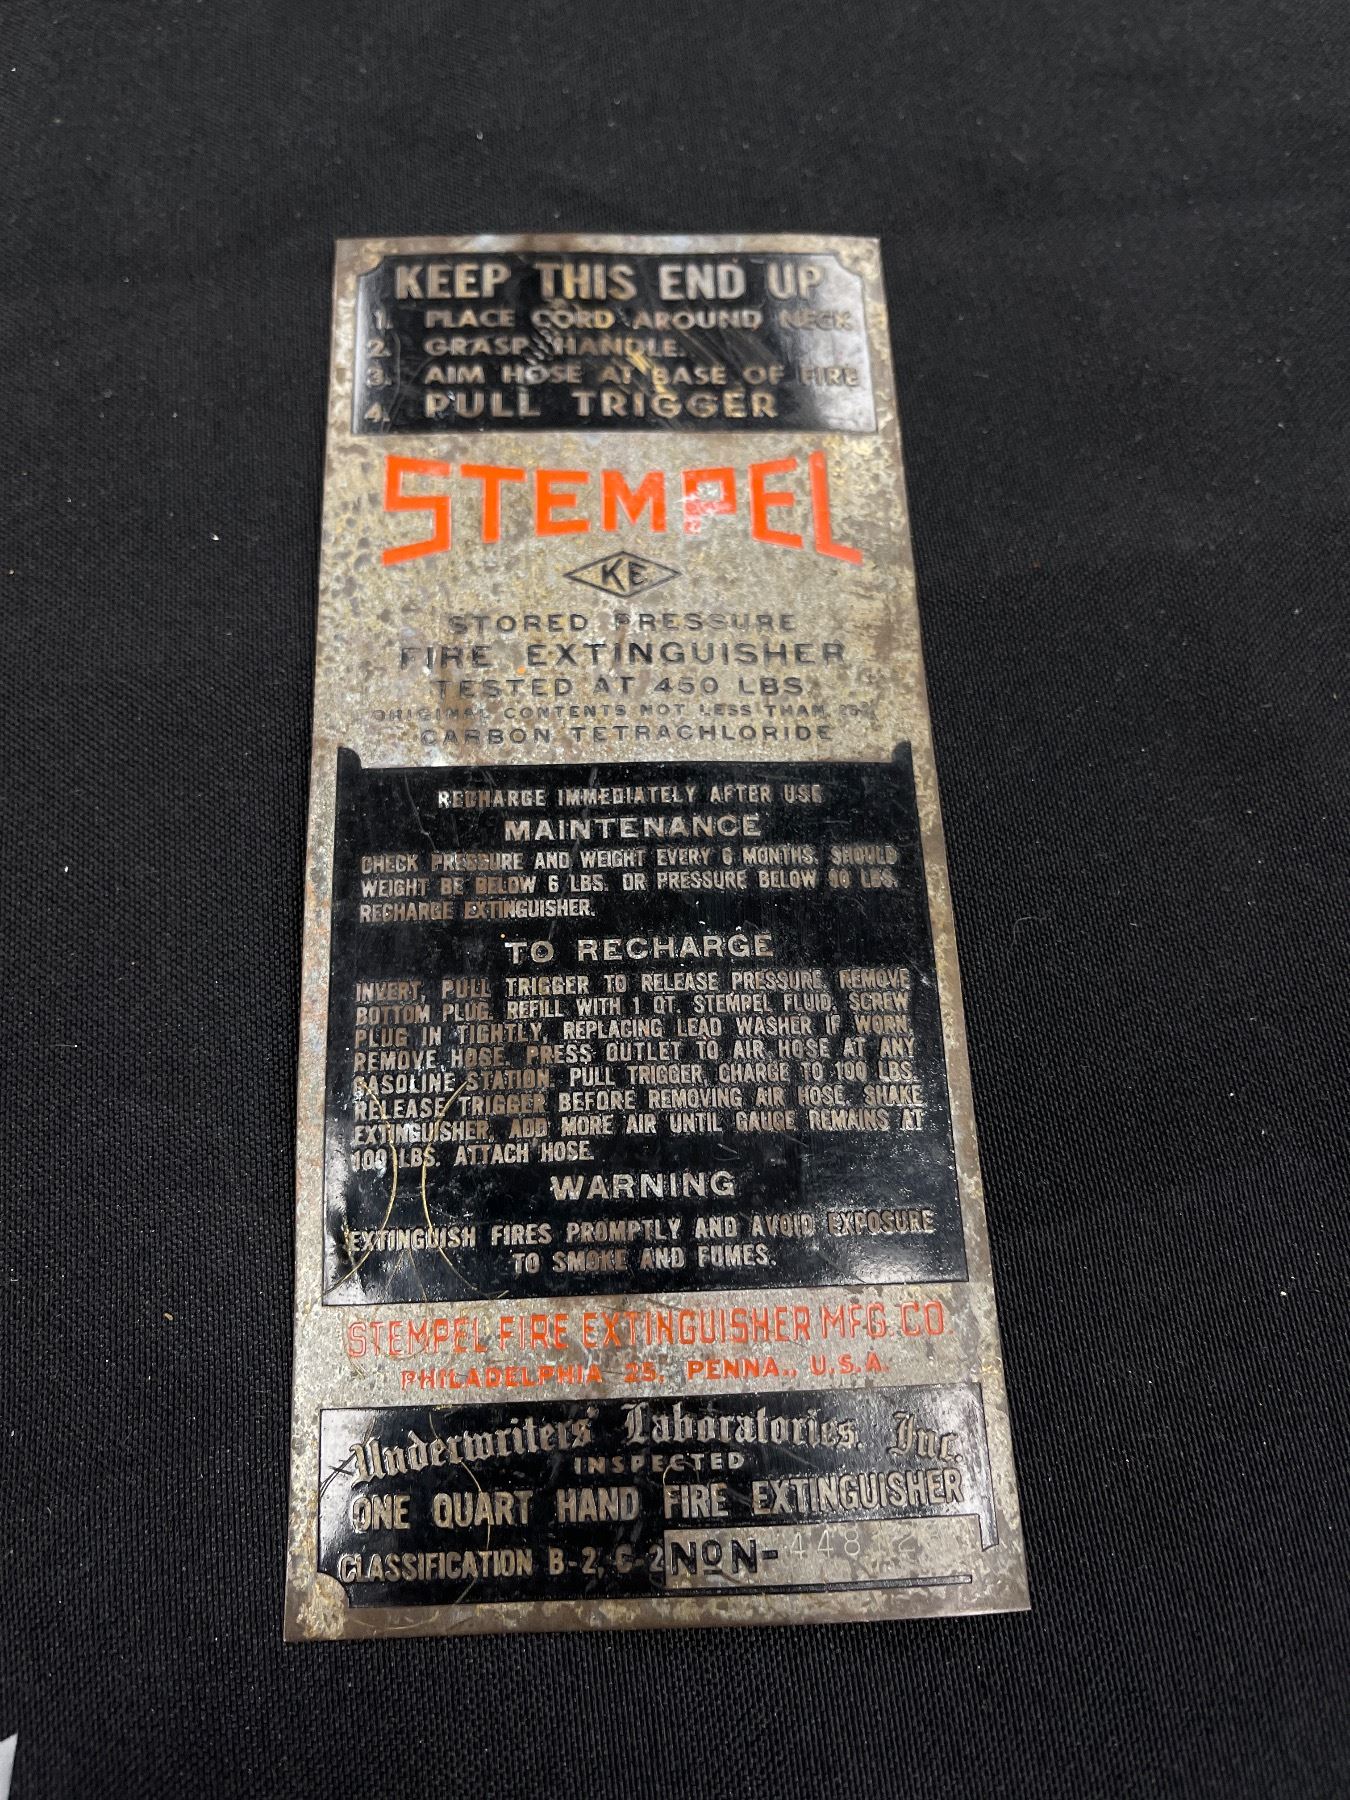 KEEP THIS END UP
1. PLACE CORD AROUND NECK
2. GRASP HANDLE.
3. AIM HOSE AT BASE OF FIRE
4. PULL TRIGGER
STEMPEL
KE
STORED PRESSURE
FIRE EXTINGUISHER
TESTED AT 450 LBS.
ORIGINAL CONTENTS NOT LESS THAN
CARBON TETRACHLORIDE
RECHARGE IMMEDIATELY AFTER USE
MAINTENANCE
CHECK PRESSURE AND WEIGHT EVERY 6 MONTHS. SHOULD
WEIGHT BE BELOW 6 LBS. OR PRESSURE BELOW LBS.
RECHARGE EXTINGUISHER.
TO RECHARGE
INVERT, PULL TRIGGER TO RELEASE PRESSURE, REMOVE
BOTTOM PLUG. REFILL WITH 1 QT. STEMPEL FLUID. SCREW
PLUG IN TIGHTLY, REPLACING LEAD WASHER IF WORN.
REMOVE HOSE. PRESS OUTLET TO AIR HOSE AT ANY
GASOLINE STATION. PULL TRIGGER, CHARGE TO 100 LBS.
RELEASE TRIGGER BEFORE REMOVING AIR HOSE. SHAKE
EXTINGUISHER. ADD MORE AIR UNTIL GAUGE REMAINS AT
100 LBS. ATTACH HOSE.
WARNING
EXTINGUISH FIRES PROMPTLY AND AVOID EXPOSURE
TO SMOKE AND FUMES.
STEMPEL FIRE EXTINGUISHER MFG. CO.
PHILADELPHIA 25, PENNA., U.S.A.
Underwriters' Laboratories, Inc.
INSPECTED
ONE QUART HAND FIRE EXTINGUISHER
CLASSIFICATION B-2, C-2 NO N-